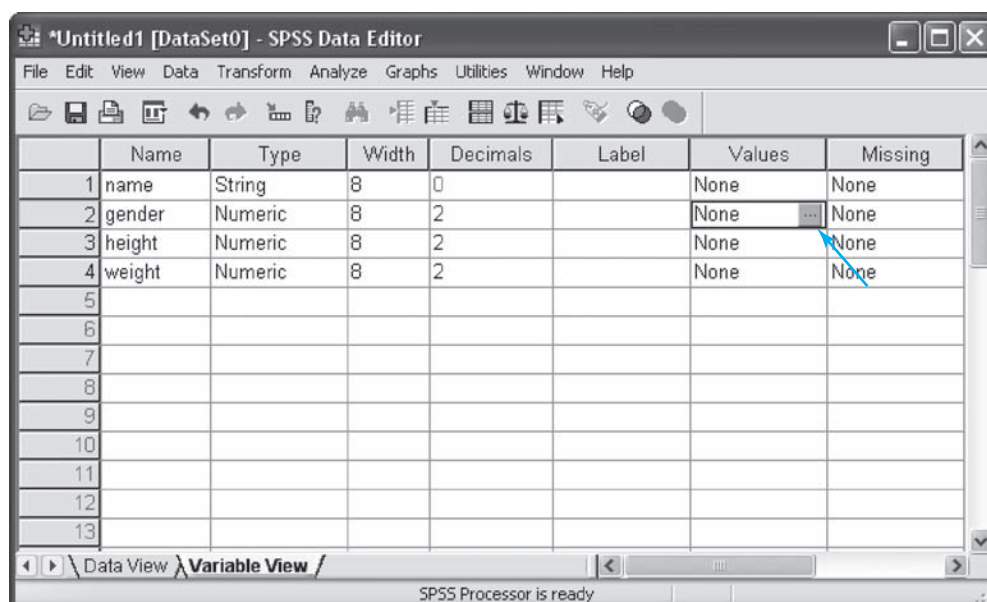 *Untitled1 [DataSet0] - SPSS Data Editor
File Edit View Data Transform Analyze Graphs Utilities Window Help
Name Type Width Decimals Label Values Missing
1 name String 8 0 None None
2 gender Numeric 8 2 None ... None
3 height Numeric 8 2 None None
4 weight Numeric 8 2 None None
5
6
7
8
9
10
11
12
13
Data View Variable View
SPSS Processor is ready